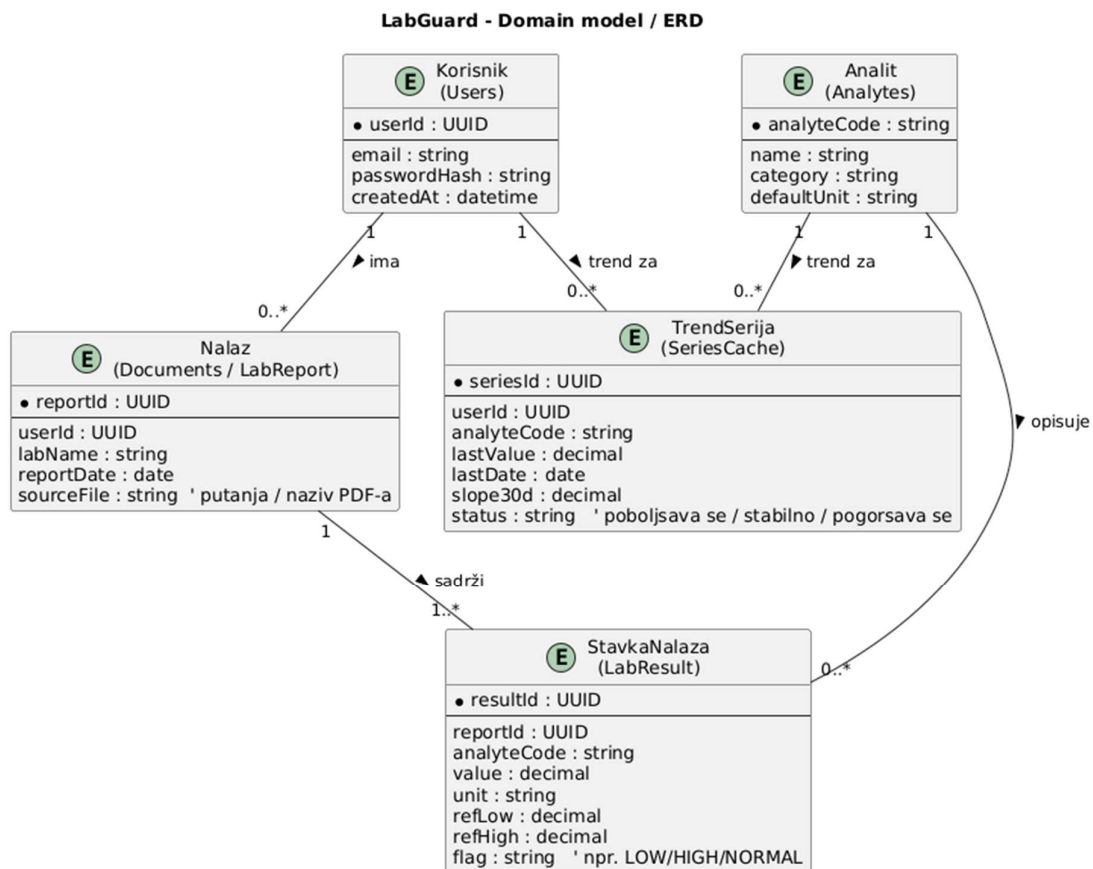 LabGuard - Domain model / ERD
E
Korisnik
(Users)
userId : UUID
email : string
passwordHash : string
createdAt : datetime
E
Analit
(Analytes)
analyteCode : string
name : string
category : string
defaultUnit : string
1
ima
0..*
1
trend za
0..*
1
trend za
0..*
1
opisuje
0..*
E
Nalaz
(Documents / LabReport)
reportId : UUID
userId : UUID
labName : string
reportDate : date
sourceFile : string ' putanja / naziv PDF-a
E
TrendSerija
(SeriesCache)
seriesId : UUID
userId : UUID
analyteCode : string
lastValue : decimal
lastDate : date
slope30d : decimal
status : string ' poboljsava se / stabilno / pogorsava se
1
sadrži
1..*
E
StavkaNalaza
(LabResult)
resultId : UUID
reportId : UUID
analyteCode : string
value : decimal
unit : string
refLow : decimal
refHigh : decimal
flag : string ' npr. LOW/HIGH/NORMAL